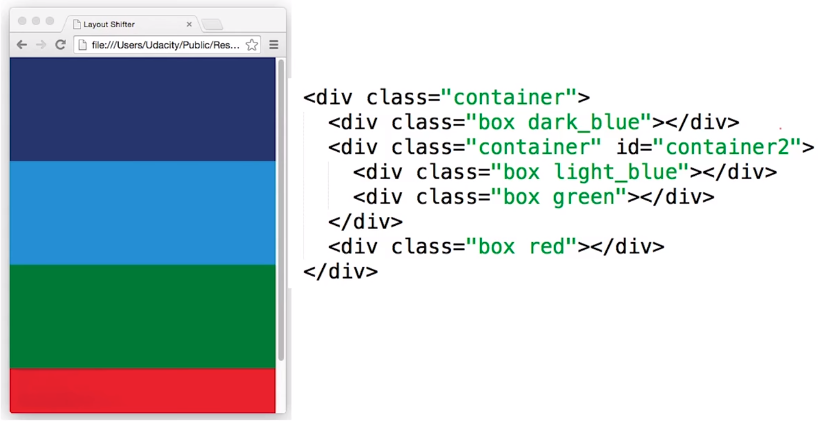 Layout Shifter
file:///Users/Udacity/Public/Res...
<div class="container">
  <div class="box dark_blue"></div>
  <div class="container" id="container2">
    <div class="box light_blue"></div>
    <div class="box green"></div>
  </div>
  <div class="box red"></div>
</div>